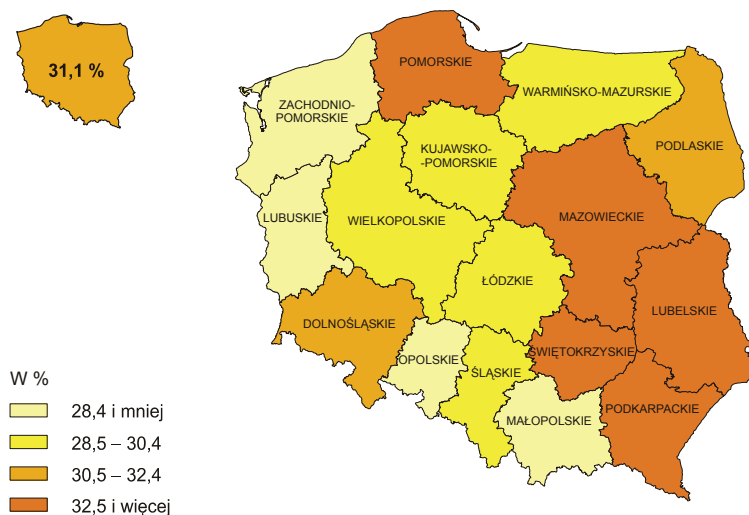 31,1 %
POMORSKIE
ZACHODNIO-
POMORSKIE
WARMIŃSKO-MAZURSKIE
KUJAWSKO-
-POMORSKIE
PODLASKIE
LUBUSKIE
WIELKOPOLSKIE
MAZOWIECKIE
ŁÓDZKIE
LUBELSKIE
DOLNOŚLĄSKIE
OPOLSKIE
ŚLĄSKIE
ŚWIĘTOKRZYSKIE
MAŁOPOLSKIE
PODKARPACKIE
W %
28,4 i mniej
28,5 – 30,4
30,5 – 32,4
32,5 i więcej